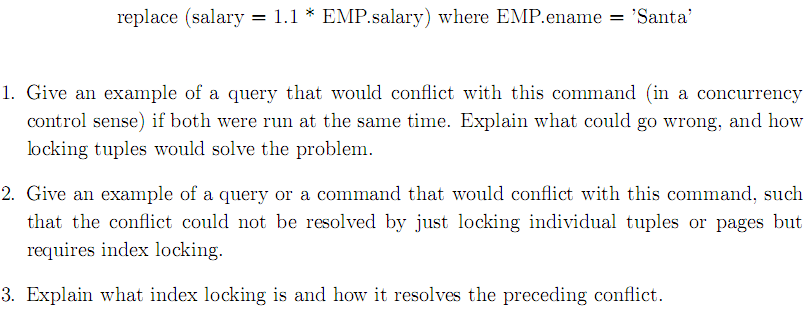 replace (salary = 1.1 * EMP.salary) where EMP.ename = ’Santa’
1. Give an example of a query that would conflict with this command (in a concurrency
control sense) if both were run at the same time. Explain what could go wrong, and how
locking tuples would solve the problem.
2. Give an example of a query or a command that would conflict with this command, such
that the conflict could not be resolved by just locking individual tuples or pages but
requires index locking.
3. Explain what index locking is and how it resolves the preceding conflict.